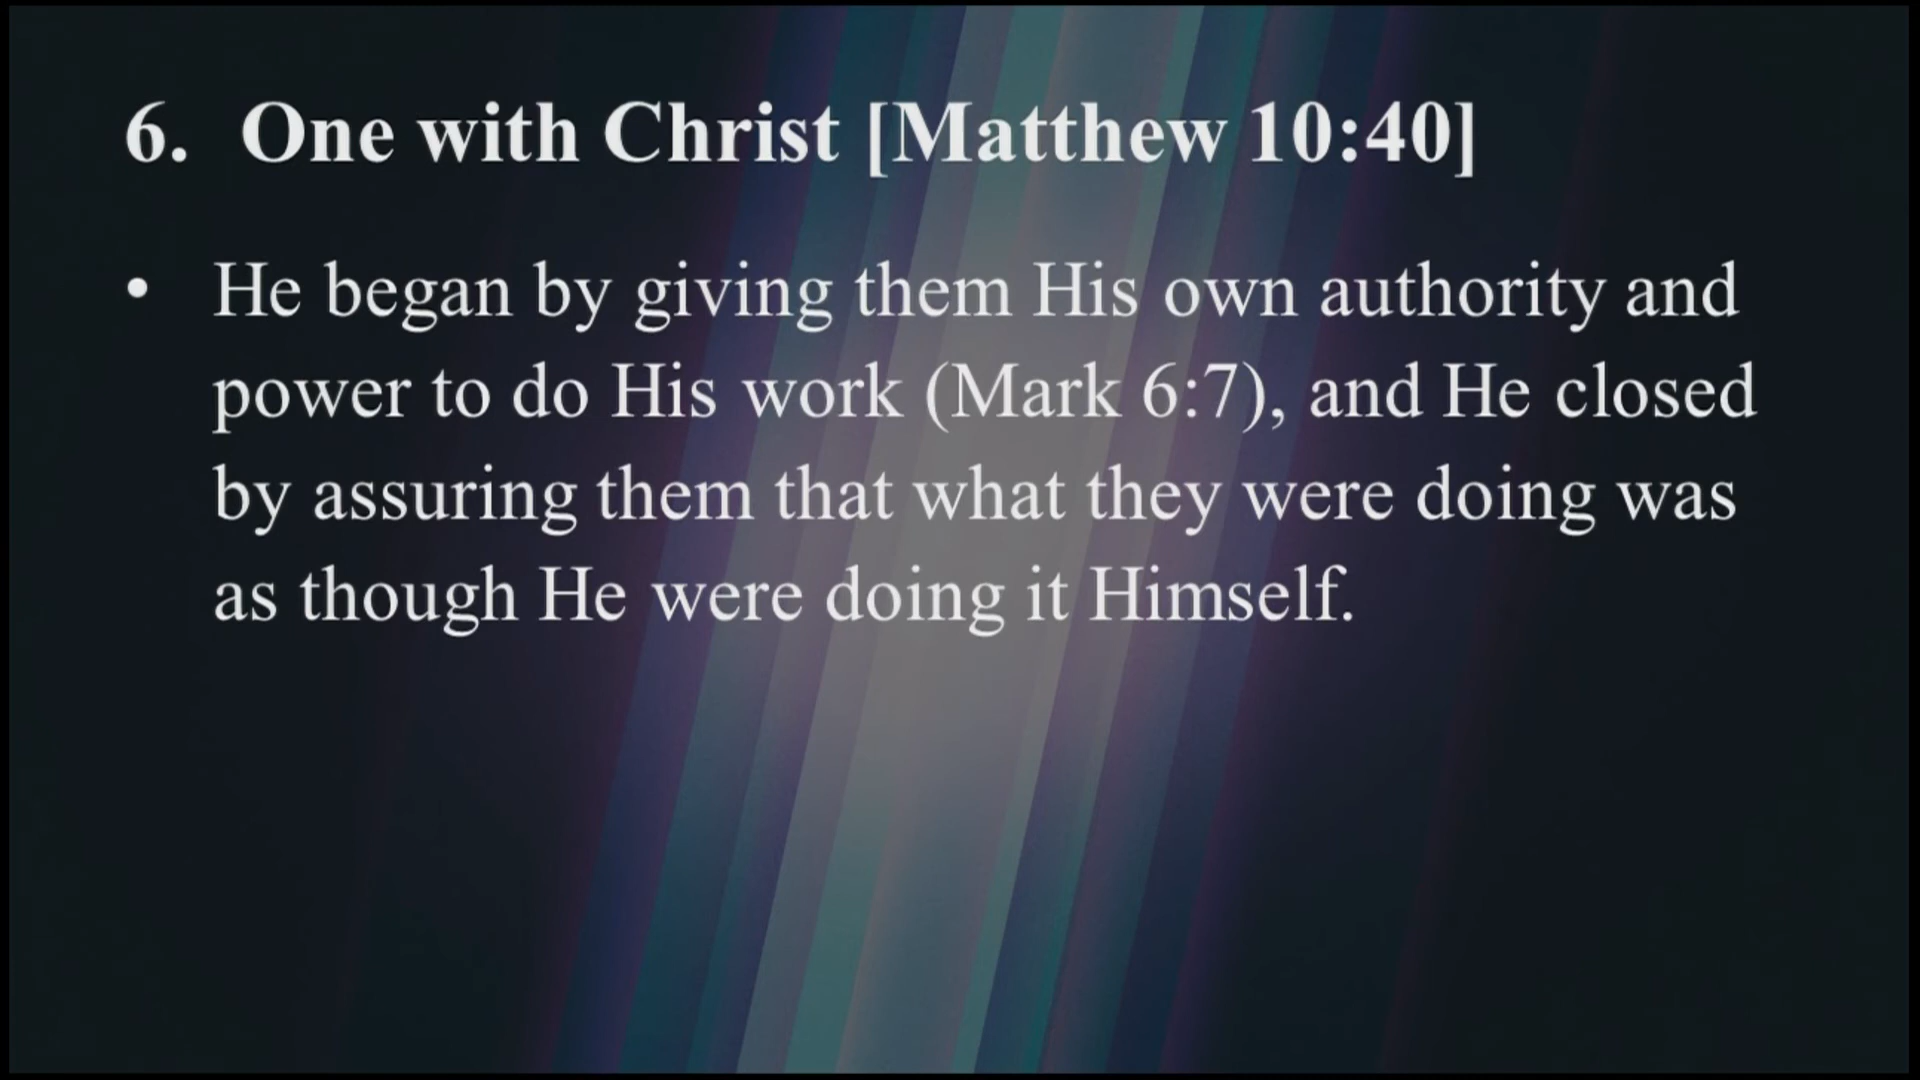 6. One with Christ [Matthew 10:40]
• He began by giving them His own authority and
power to do His work (Mark 6:7), and He closed
by assuring them that what they were doing was
as though He were doing it Himself.